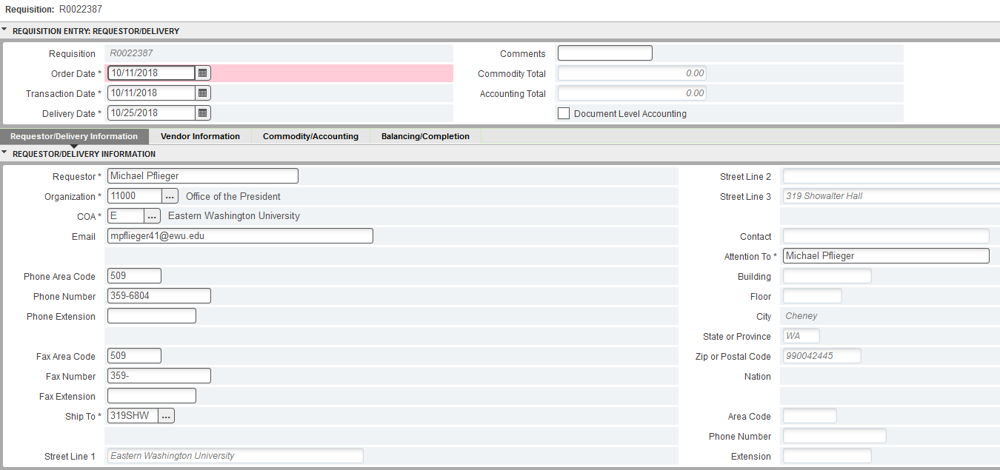 Requisition: R0022387
REQUISITION ENTRY: REQUESTOR/DELIVERY
Requisition R0022387 Comments
Order Date * 10/11/2018 Commodity Total 0.00
Transaction Date * 10/11/2018 Accounting Total 0.00
Delivery Date * 10/25/2018 Document Level Accounting
Requestor/Delivery Information Vendor Information Commodity/Accounting Balancing/Completion
REQUESTOR/DELIVERY INFORMATION
Requestor * Michael Pflieger Street Line 2
Organization * 11000 ... Office of the President Street Line 3 319 Showalter Hall
COA * E ... Eastern Washington University
Email mpflieger41@ewu.edu Contact
Attention To * Michael Pflieger
Phone Area Code 509 Building
Phone Number 359-6804 Floor
Phone Extension City Cheney
State or Province WA
Fax Area Code 509 Zip or Postal Code 990042445
Fax Number 359- Nation
Fax Extension
Ship To * 319SHW ... Area Code
Phone Number
Street Line 1 Eastern Washington University Extension